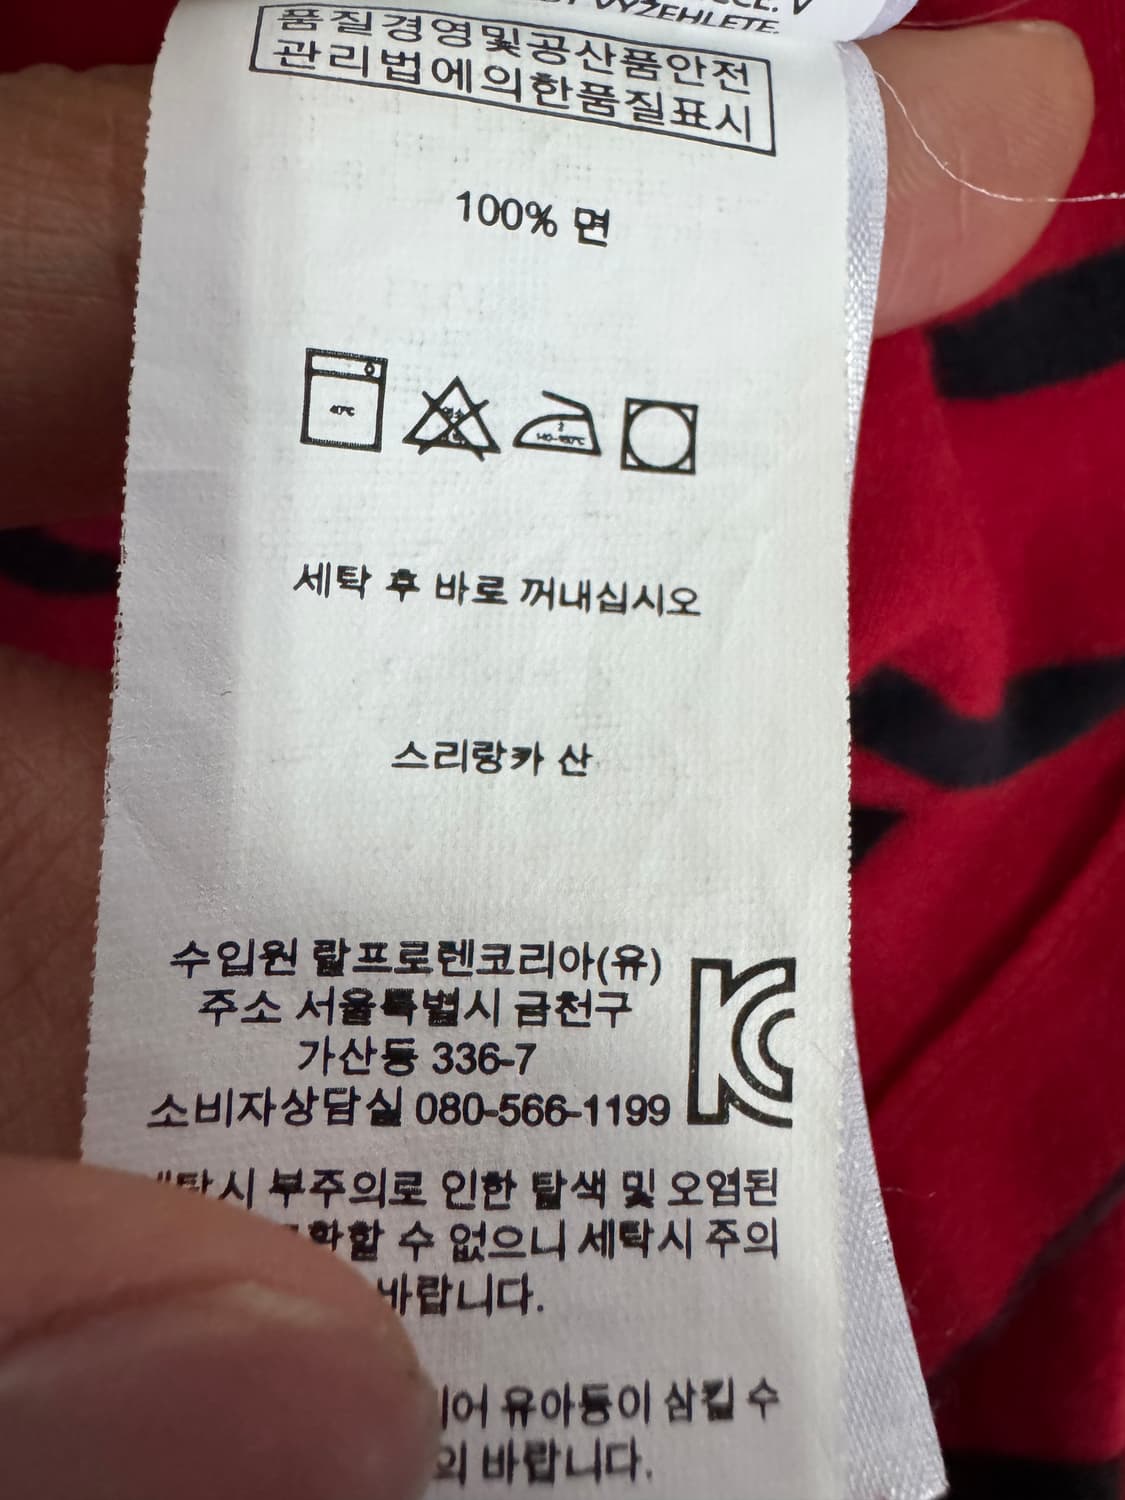 VYŽEHLETE.
품질경영및공산품안전
관리법에의한품질표시
100% 면
40℃
세탁 후 바로 꺼내십시오
스리랑카 산
수입원 랄프로렌코리아(유)
주소 서울특별시 금천구
가산동 336-7
소비자상담실 080-566-1199
KC
부주의로 인한 탈색 및 오염된
수 없으니 세탁시 주의
바랍니다.
유아등이 삼킬 수
바랍니다.